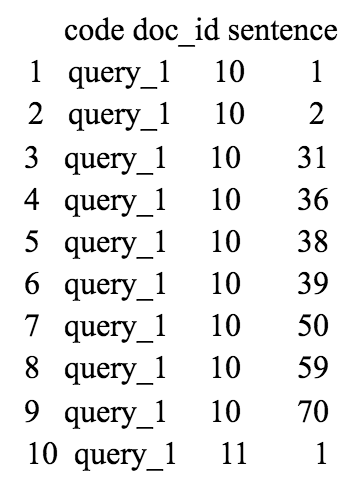 code doc_id sentence
1 query_1 10 1
2 query_1 10 2
3 query_1 10 31
4 query_1 10 36
5 query_1 10 38
6 query_1 10 39
7 query_1 10 50
8 query_1 10 59
9 query_1 10 70
10 query_1 11 1